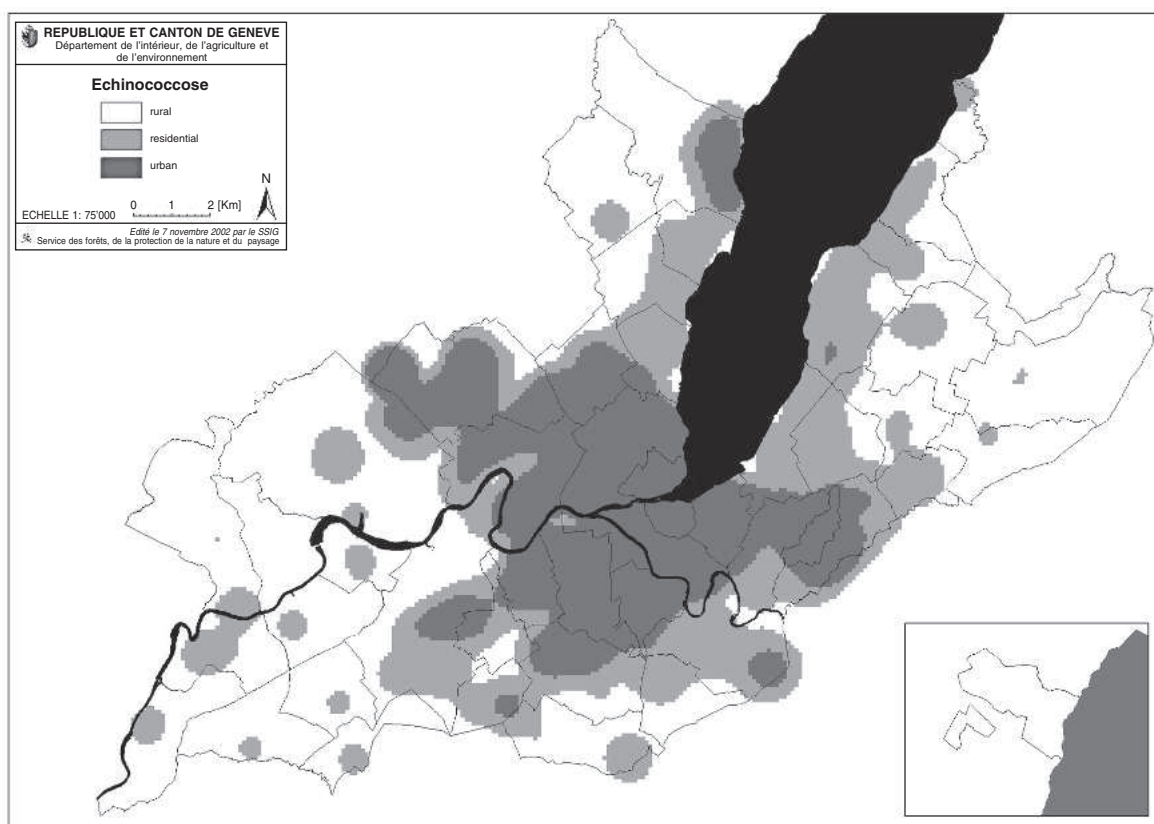 REPUBLIQUE ET CANTON DE GENEVE
Département de l'intérieur, de l'agriculture et
de l'environnement
Echinococcose
rural
residential
urban
N
0 1 2 [Km]
ECHELLE 1: 75'000
Edité le 7 novembre 2002 par le SSIG
Service des forêts, de la protection de la nature et du paysage